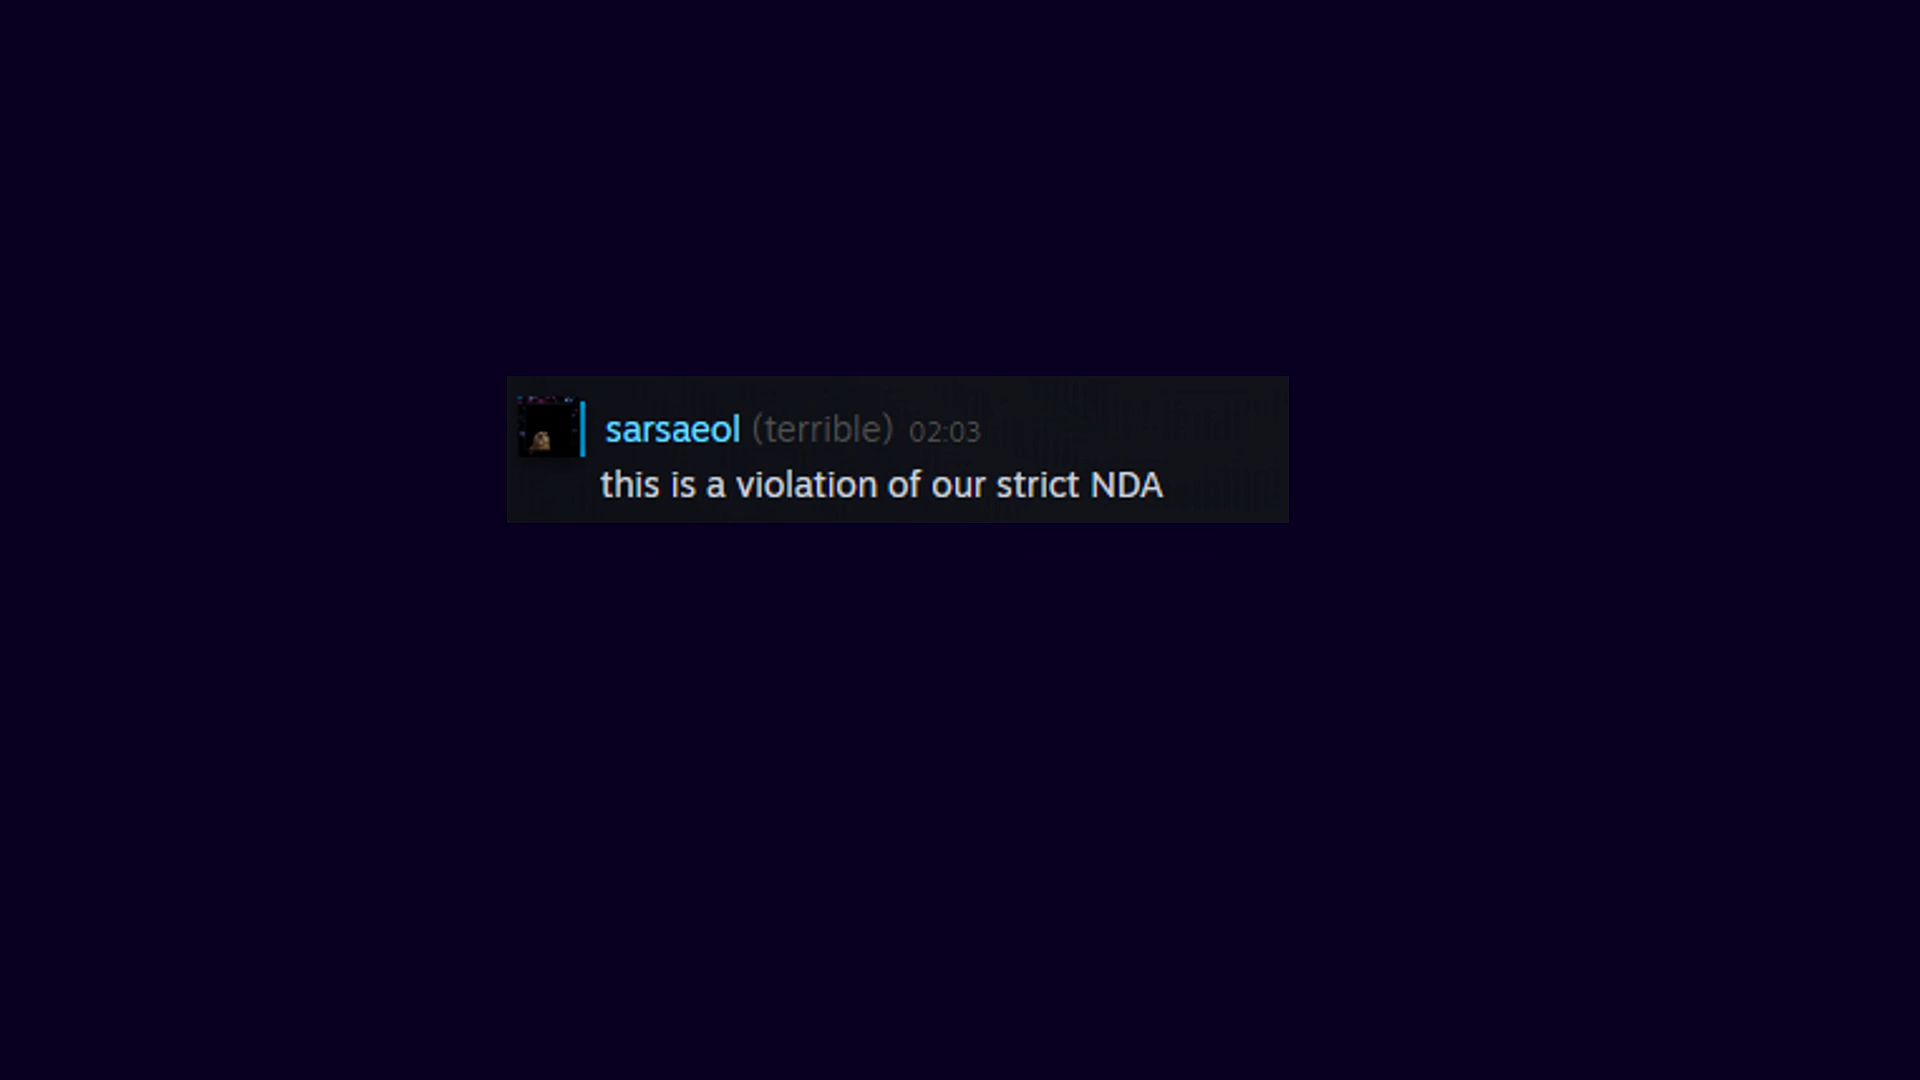 sarsaeol (terrible) 02:03
this is a violation of our strict NDA